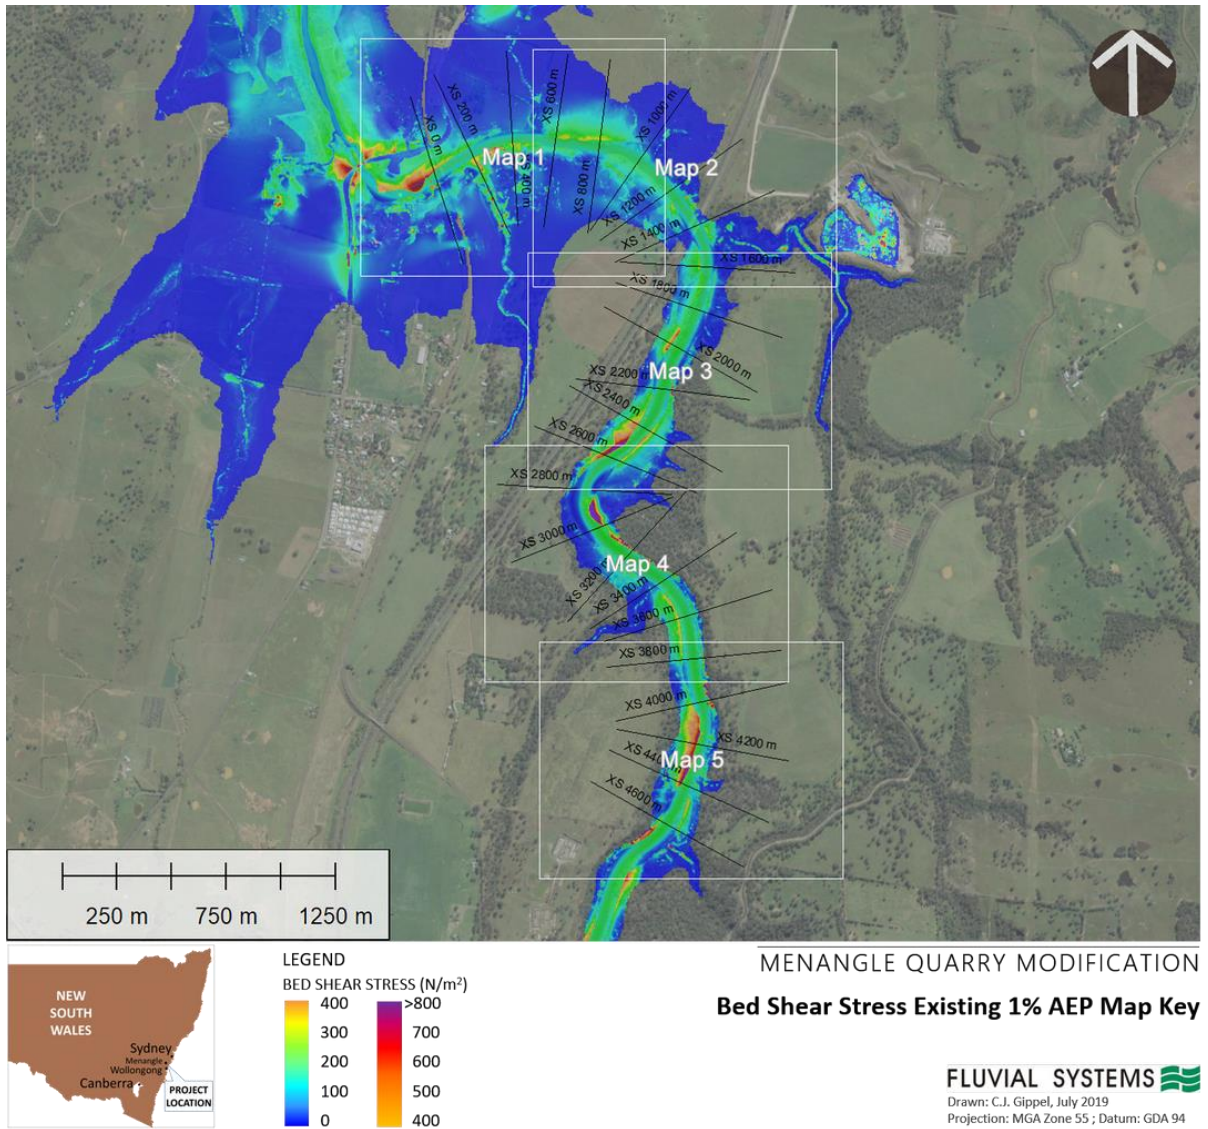 XS 0 m
XS 200 m
XS 400 m
XS 600 m
XS 800 m
XS 1000 m
XS 1200 m
XS 1400 m
XS 1600 m
XS 1800 m
XS 2000 m
XS 2200 m
XS 2400 m
XS 2600 m
XS 2800 m
XS 3000 m
XS 3200
XS 3400 m
XS 3600 m
XS 3800 m
XS 4000 m
XS 4200 m
XS 4600 m
Map 1
Map 2
Map 3
Map 4
Map 5
250 m 750 m 1250 m
NEW
SOUTH
WALES
Sydney
Menangle
Wollongong
Canberra
PROJECT
LOCATION
LEGEND
BED SHEAR STRESS (N/m²)
400 >800
300 700
200 600
100 500
0 400
MENANGLE QUARRY MODIFICATION
Bed Shear Stress Existing 1% AEP Map Key
FLUVIAL SYSTEMS
Drawn: C.J. Gippel, July 2019
Projection: MGA Zone 55 ; Datum: GDA 94